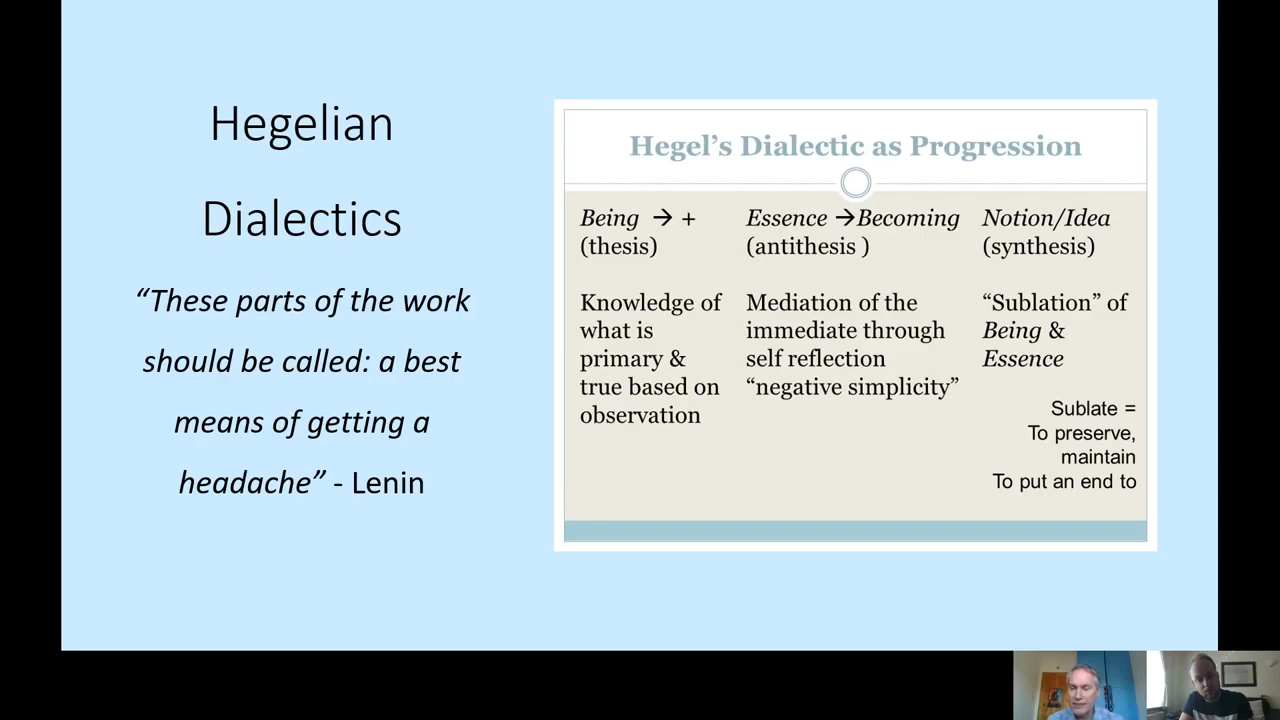 Hegelian
Dialectics
“These parts of the work
should be called: a best
means of getting a
headache” - Lenin
Hegel’s Dialectic as Progression
Being → +
(thesis)
Knowledge of
what is
primary &
true based on
observation
Essence →Becoming
(antithesis )
Mediation of the
immediate through
self reflection
“negative simplicity”
Notion/Idea
(synthesis)
“Sublation” of
Being &
Essence
Sublate =
To preserve,
maintain
To put an end to